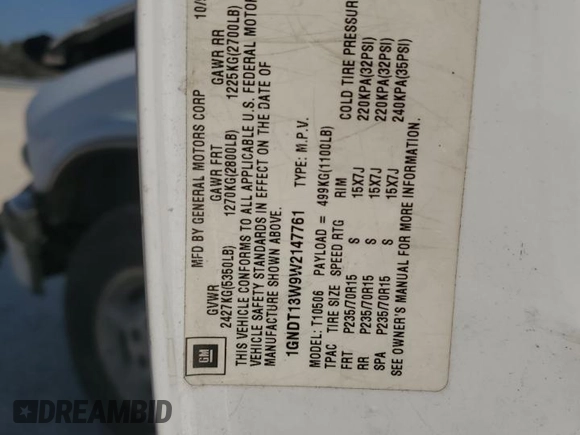 MFD BY GENERAL MOTORS CORP 10/
GVWR GAWR FRT GAWR RR
2427KG(5350LB) 1270KG(2800LB) 1225KG(2700LB)
THIS VEHICLE CONFORMS TO ALL APPLICABLE U.S. FEDERAL MOTOR
VEHICLE SAFETY STANDARDS IN EFFECT ON THE DATE OF
MANUFACTURE SHOWN ABOVE.
GM
1GNDT13W9W2147761 TYPE: M.P.V.
MODEL: T10506 PAYLOAD = 499KG(1100LB)
TPAC TIRE SIZE SPEED RTG RIM COLD TIRE PRESSURE
FRT P235/70R15 S 15X7J 220KPA(32PSI)
RR P235/70R15 S 15X7J 220KPA(32PSI)
SPA P235/70R15 S 15X7J 240KPA(35PSI)
SEE OWNER'S MANUAL FOR MORE INFORMATION.
DREAMBID